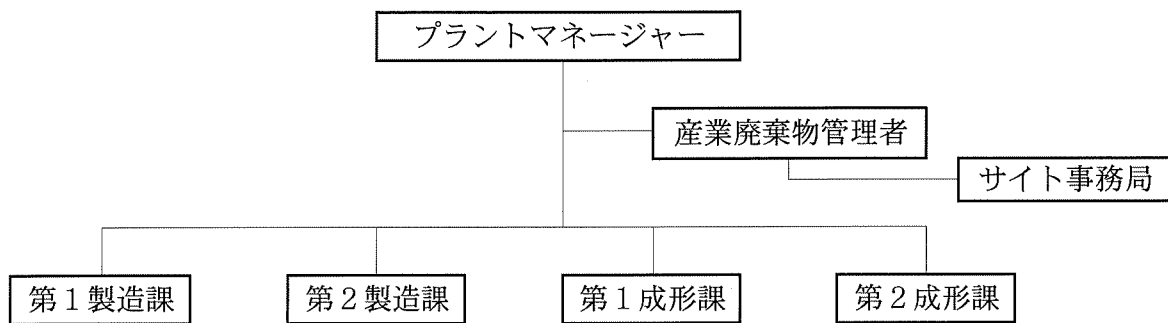 プラントマネージャー
産業廃棄物管理者
サイト事務局
第１製造課
第２製造課
第１成形課
第２成形課